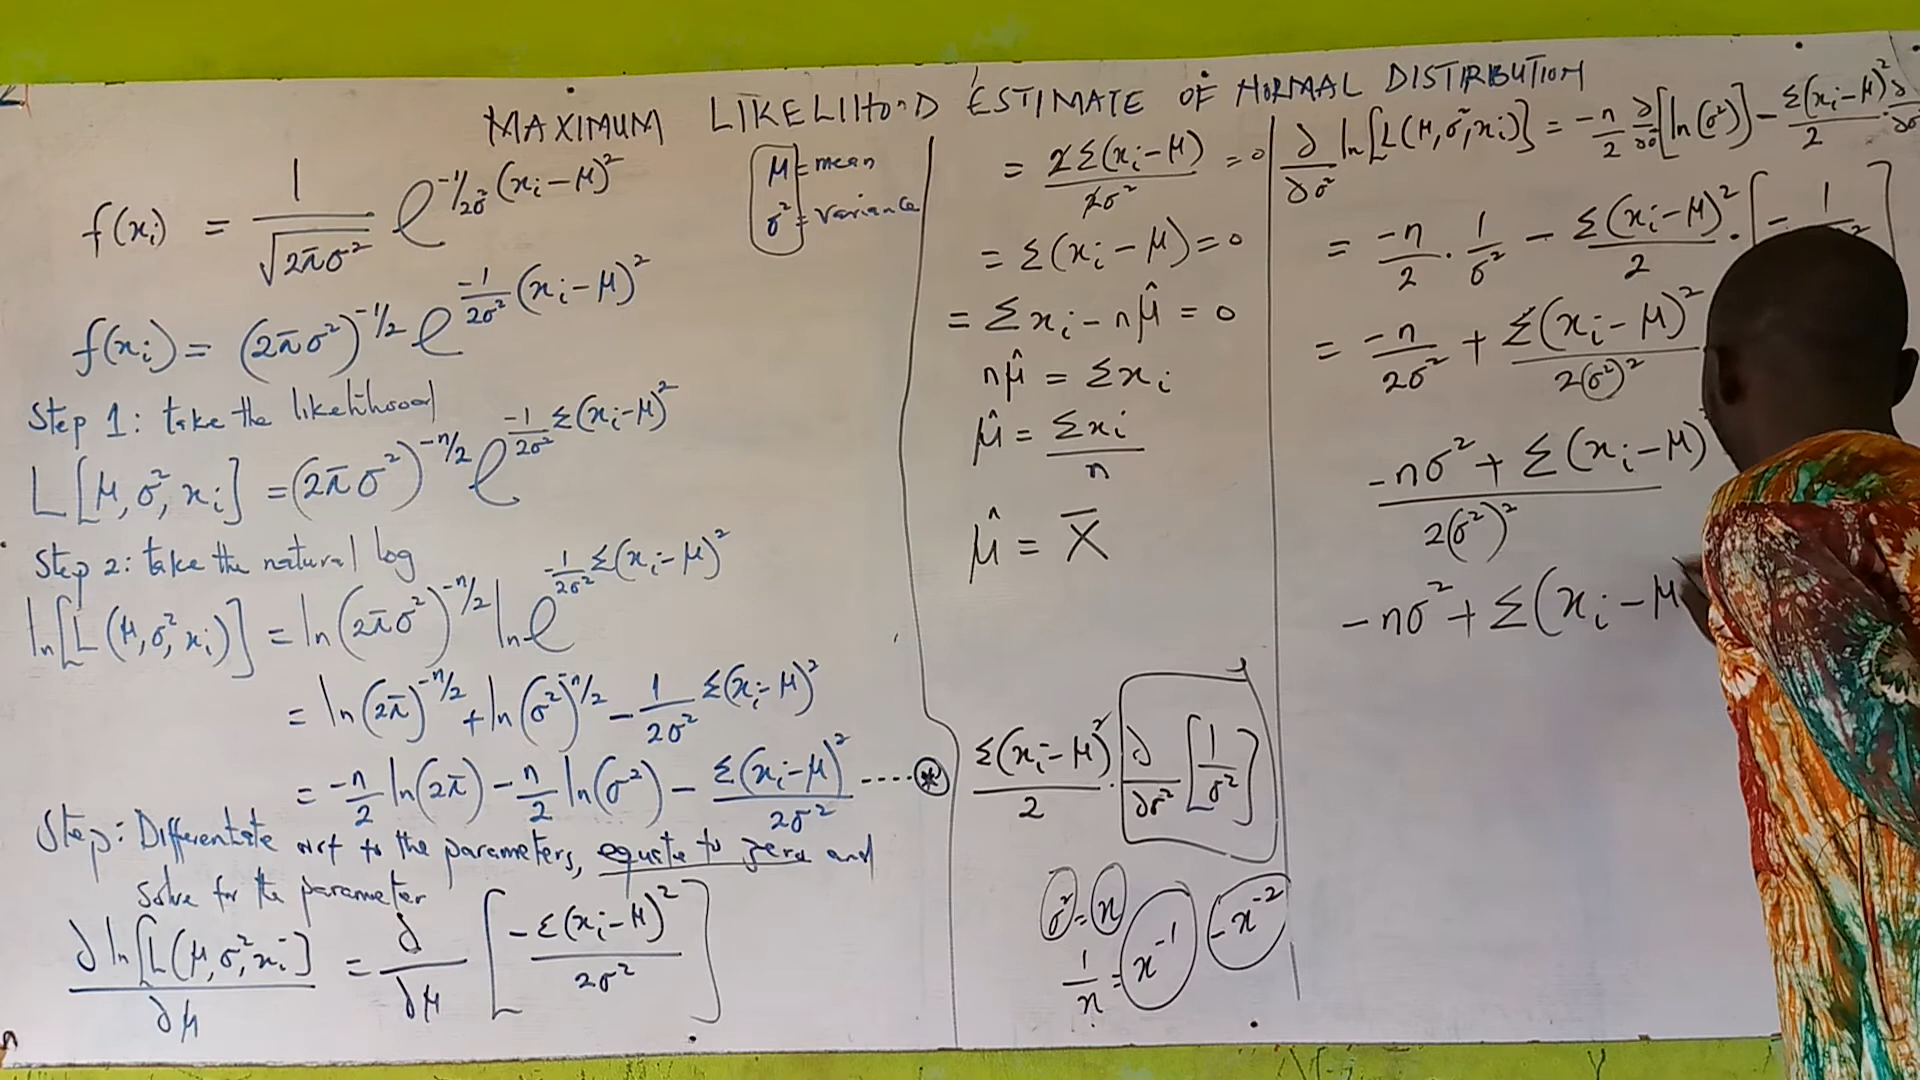 MAXIMUM LIKELIHOOD ESTIMATE OF NORMAL DISTRIBUTION
f(xᵢ) = 1/√(2πσ²) e^(-1/2σ² (xᵢ-μ)²)
μ = mean
σ² = variance
f(xᵢ) = (2πσ²)^(-1/2) e^(-1/(2σ²) (xᵢ-μ)²)
Step 1: take the likelihood
L[μ, σ², xᵢ] = (2πσ²)^(-n/2) e^(-1/(2σ²) Σ(xᵢ-μ)²)
Step 2: take the natural log
ln[L(μ, σ², xᵢ)] = ln(2πσ²)^(-n/2) ln e^(-1/(2σ²) Σ(xᵢ-μ)²)
= ln(2π)^(-n/2) + ln(σ²)^(-n/2) - 1/(2σ²) Σ(xᵢ-μ)²
= -n/2 ln(2π) - n/2 ln(σ²) - Σ(xᵢ-μ)²/(2σ²) ----⊛
Step: Differentiate wrt to the parameters, equate to zero and
solve for the parameter
∂ln[L(μ, σ², xᵢ]/∂μ = ∂/∂μ [-Σ(xᵢ-μ)²/(2σ²)]
= 2Σ(xᵢ-μ)/(2σ²) = 0
= Σ(xᵢ-μ) = 0
= Σxᵢ - nμ̂ = 0
nμ̂ = Σxᵢ
μ̂ = Σxᵢ/n
μ̂ = X̄
Σ(xᵢ-μ)²/2 · ∂/∂σ² [1/σ²]
σ² = x
1/x = x⁻¹ -x⁻²
∂/∂σ² ln[L(μ, σ², xᵢ)] = -n/2 ∂/∂σ² [ln(σ²)] - Σ(xᵢ-μ)²/2 · ∂/∂σ
= -n/2 · 1/σ² - Σ(xᵢ-μ)²/2 · [-1/ ²]
= -n/(2σ²) + Σ(xᵢ-μ)²/(2(σ²)²)
-nσ² + Σ(xᵢ-μ)/(2(σ²)²)
-nσ² + Σ(xᵢ-μ